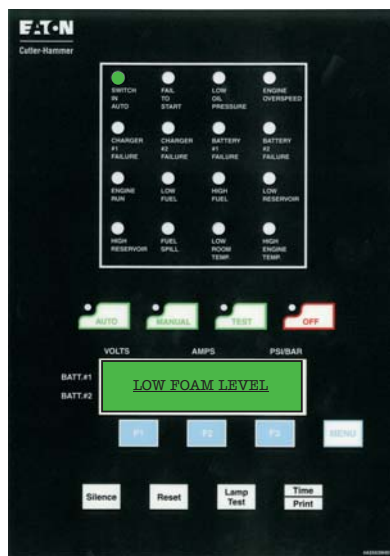 EATON
Cutler-Hammer
SWITCH IN AUTO
FAIL TO START
LOW OIL PRESSURE
ENGINE OVERSPEED
CHARGER #1 FAILURE
CHARGER #2 FAILURE
BATTERY #1 FAILURE
BATTERY #2 FAILURE
ENGINE RUN
LOW FUEL
HIGH FUEL
LOW RESERVOIR
HIGH RESERVOIR
FUEL SPILL
LOW ROOM TEMP.
HIGH ENGINE TEMP.
AUTO
MANUAL
TEST
OFF
VOLTS AMPS PSI/BAR
BATT.#1
LOW FOAM LEVEL
BATT.#2
F1
F2
F3
MENU
Silence
Reset
Lamp
Test
Time
Print